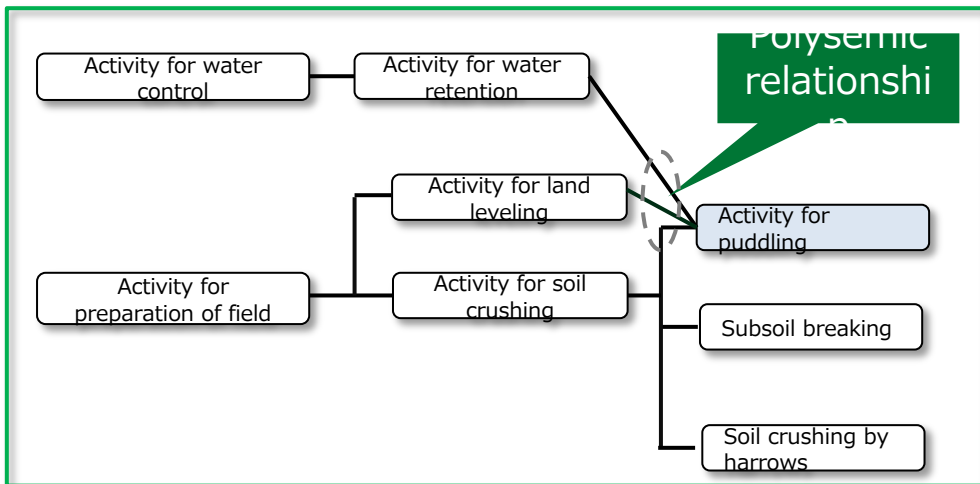 Polysemic
relationshi
p
Activity for water
control
Activity for water
retention
Activity for land
leveling
Activity for
puddling
Activity for
preparation of field
Activity for soil
crushing
Subsoil breaking
Soil crushing by
harrows